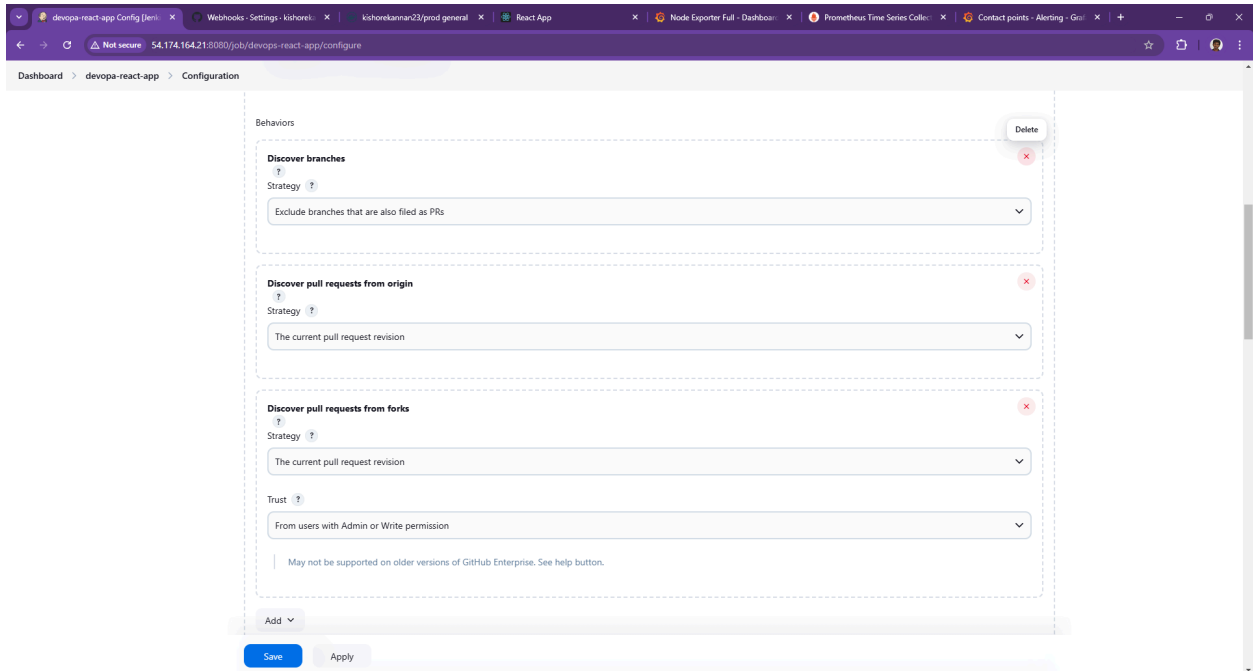 devopa-react-app Config [Jenki
Webhooks · Settings · kishoreka
kishorekannan23/prod general
React App
Node Exporter Full - Dashboard
Prometheus Time Series Collect
Contact points - Alerting - Graf
Not secure 54.174.164.21:8080/job/devops-react-app/configure
Dashboard > devopa-react-app > Configuration
Behaviors
Delete
Discover branches
?
Strategy ?
Exclude branches that are also filed as PRs
Discover pull requests from origin
?
Strategy ?
The current pull request revision
Discover pull requests from forks
?
Strategy ?
The current pull request revision
Trust ?
From users with Admin or Write permission
May not be supported on older versions of GitHub Enterprise. See help button.
Add
Save Apply